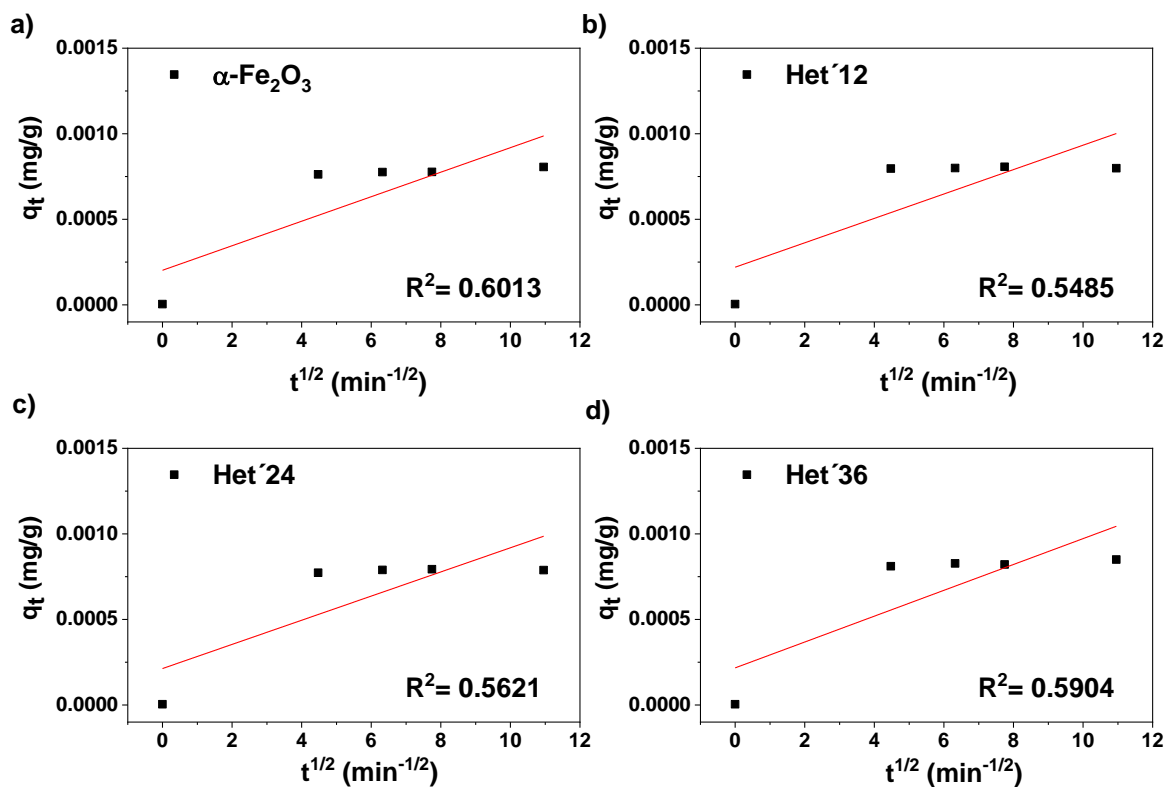 a)
0.0015
0.0010
0.0005
0.0000
qt (mg/g)
α-Fe2O3
R2= 0.6013
0 2 4 6 8 10 12
t1/2 (min-1/2)
b)
0.0015
0.0010
0.0005
0.0000
qt (mg/g)
Het´12
R2= 0.5485
0 2 4 6 8 10 12
t1/2 (min-1/2)
c)
0.0015
0.0010
0.0005
0.0000
qt (mg/g)
Het´24
R2= 0.5621
0 2 4 6 8 10 12
t1/2 (min-1/2)
d)
0.0015
0.0010
0.0005
0.0000
qt (mg/g)
Het´36
R2= 0.5904
0 2 4 6 8 10 12
t1/2 (min-1/2)